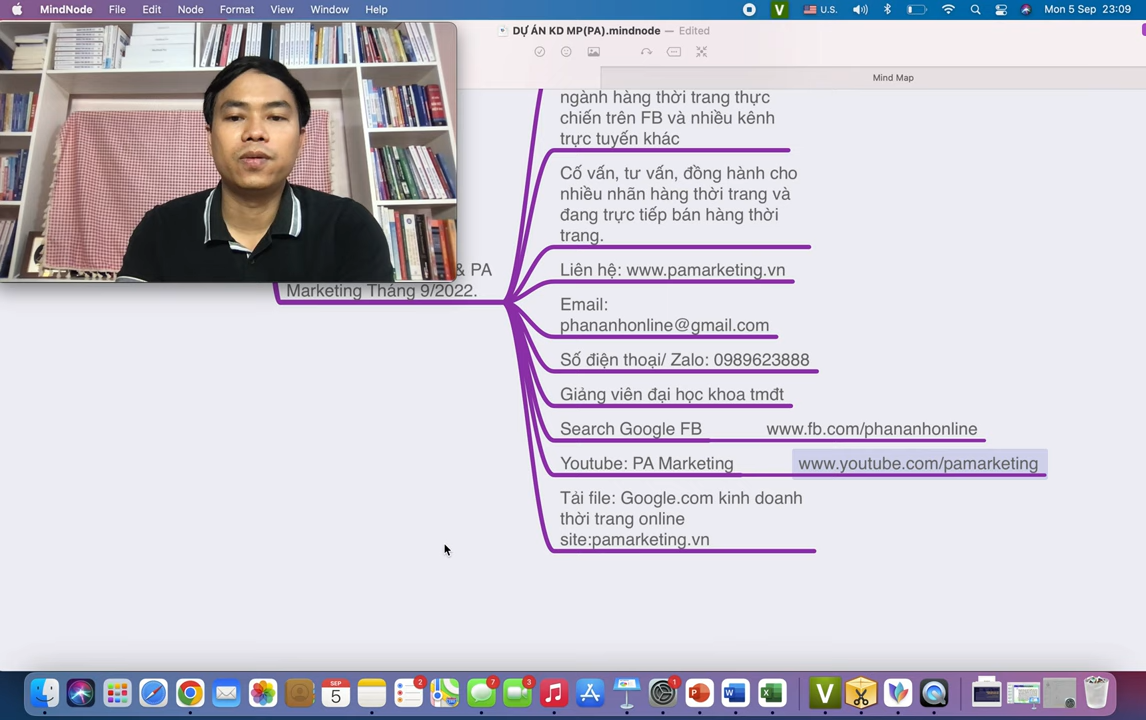 MindNode File Edit Node Format View Window Help
V U.S. Mon 5 Sep 23:09
DỰ ÁN KD MP(PA).mindnode — Edited
Mind Map
ngành hàng thời trang thực
chiến trên FB và nhiều kênh
trực tuyến khác
Cố vấn, tư vấn, đồng hành cho
nhiều nhãn hàng thời trang và
đang trực tiếp bán hàng thời
trang.
& PA
Marketing Tháng 9/2022.
Liên hệ: www.pamarketing.vn
Email:
phananhonline@gmail.com
Số điện thoại/ Zalo: 0989623888
Giảng viên đại học khoa tmđt
Search Google FB www.fb.com/phananhonline
Youtube: PA Marketing www.youtube.com/pamarketing
Tải file: Google.com kinh doanh
thời trang online
site:pamarketing.vn
SEP
5 2 7 3 1 P W X V